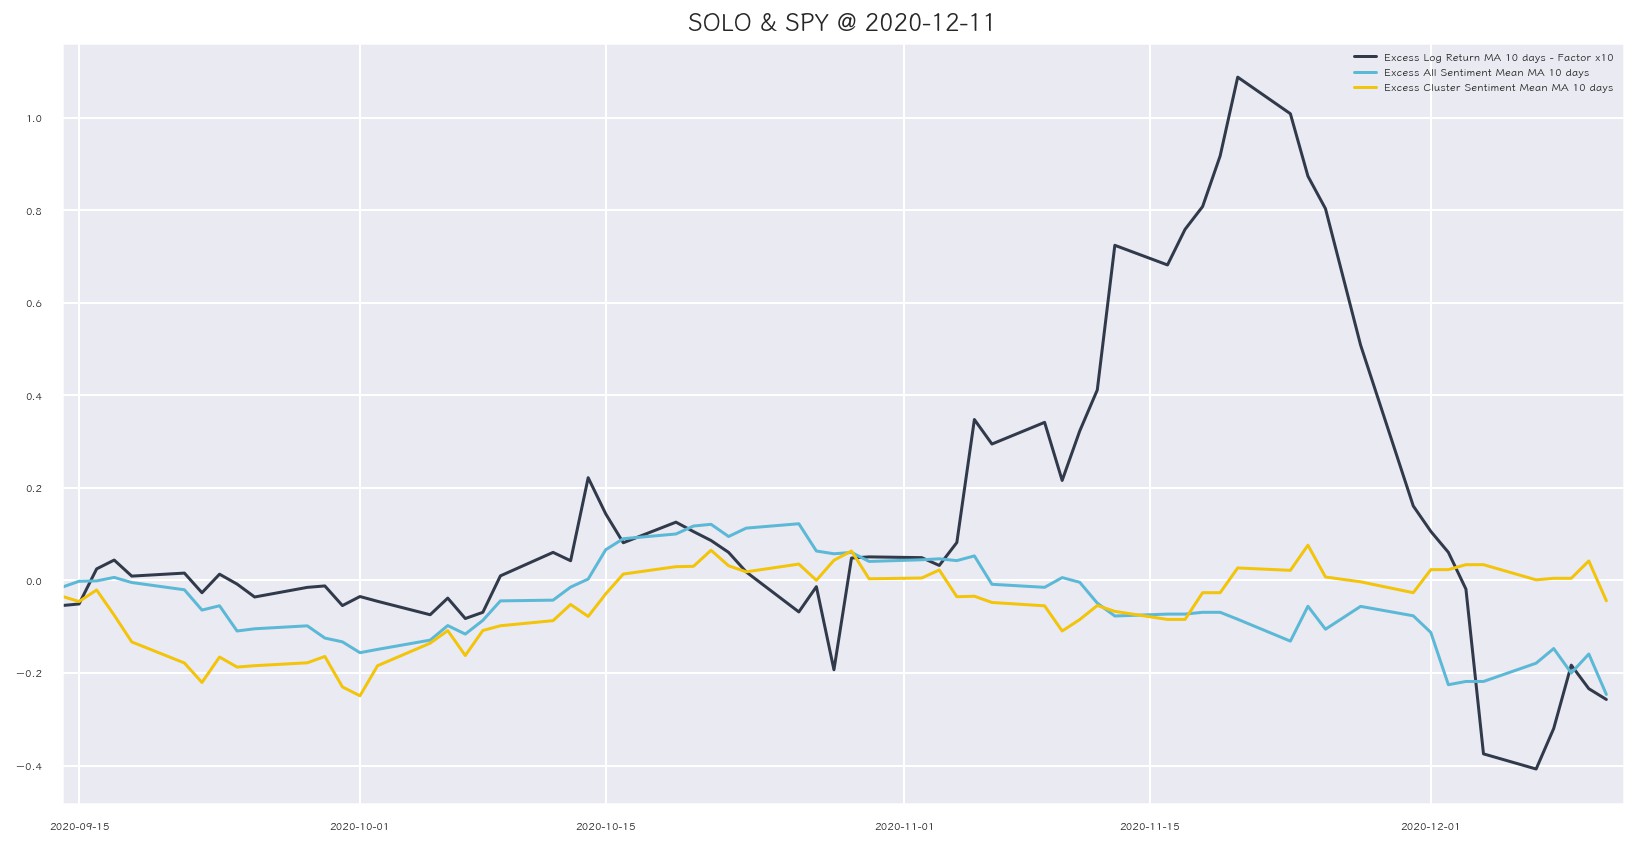 SOLO & SPY @ 2020-12-11
Excess Log Return MA 10 days - Factor x10
Excess All Sentiment Mean MA 10 days
Excess Cluster Sentiment Mean MA 10 days
1.0
0.8
0.6
0.4
0.2
0.0
−0.2
−0.4
2020-09-15 2020-10-01 2020-10-15 2020-11-01 2020-11-15 2020-12-01